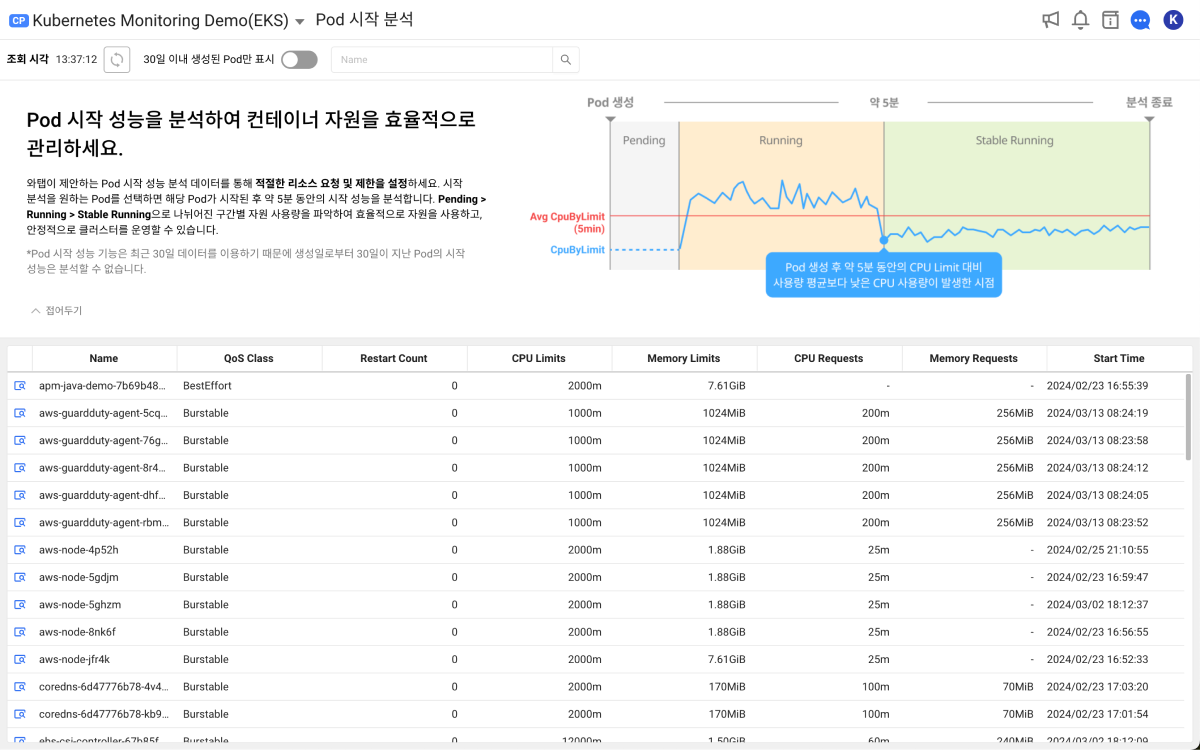 CP Kubernetes Monitoring Demo(EKS) Pod 시작 분석 K
조회 시각 13:37:12 30일 이내 생성된 Pod만 표시 Name
Pod 시작 성능을 분석하여 컨테이너 자원을 효율적으로
관리하세요.
와탭이 제안하는 Pod 시작 성능 분석 데이터를 통해 적절한 리소스 요청 및 제한을 설정하세요. 시작
분석을 원하는 Pod를 선택하면 해당 Pod가 시작된 후 약 5분 동안의 시작 성능을 분석합니다. Pending >
Running > Stable Running으로 나뉘어진 구간별 자원 사용량을 파악하여 효율적으로 자원을 사용하고,
안정적으로 클러스터를 운영할 수 있습니다.
*Pod 시작 성능 기능은 최근 30일 데이터를 이용하기 때문에 생성일로부터 30일이 지난 Pod의 시작
성능은 분석할 수 없습니다.
접어두기
Pod 생성 약 5분 분석 종료
Pending Running Stable Running
Avg CpuByLimit
(5min)
CpuByLimit
Pod 생성 후 약 5분 동안의 CPU Limit 대비
사용량 평균보다 낮은 CPU 사용량이 발생한 시점
Name QoS Class Restart Count CPU Limits Memory Limits CPU Requests Memory Requests Start Time
apm-java-demo-7b69b48... BestEffort 0 2000m 7.61GiB - - 2024/02/23 16:55:39
aws-guardduty-agent-5cq... Burstable 0 1000m 1024MiB 200m 256MiB 2024/03/13 08:24:19
aws-guardduty-agent-76g... Burstable 0 1000m 1024MiB 200m 256MiB 2024/03/13 08:23:58
aws-guardduty-agent-8r4... Burstable 0 1000m 1024MiB 200m 256MiB 2024/03/13 08:24:12
aws-guardduty-agent-dhf... Burstable 0 1000m 1024MiB 200m 256MiB 2024/03/13 08:24:05
aws-guardduty-agent-rbm... Burstable 0 1000m 1024MiB 200m 256MiB 2024/03/13 08:23:52
aws-node-4p52h Burstable 0 2000m 1.88GiB 25m - 2024/02/25 21:10:55
aws-node-5gdjm Burstable 0 2000m 1.88GiB 25m - 2024/02/23 16:59:47
aws-node-5ghzm Burstable 0 2000m 1.88GiB 25m - 2024/03/02 18:12:37
aws-node-8nk6f Burstable 0 2000m 1.88GiB 25m - 2024/02/23 16:56:55
aws-node-jfr4k Burstable 0 2000m 7.61GiB 25m - 2024/02/23 16:52:33
coredns-6d47776b78-4v4... Burstable 0 2000m 170MiB 100m 70MiB 2024/02/23 17:03:20
coredns-6d47776b78-kb9... Burstable 0 2000m 170MiB 100m 70MiB 2024/02/23 17:01:54
ebs-csi-controller-67b85f... Burstable 0 12000m 1.50GiB 60m 240MiB 2024/03/02 18:12:09